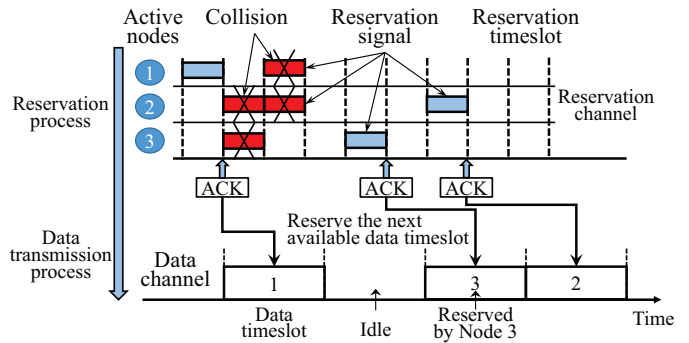 Active
nodes
Collision
Reservation
signal
Reservation
timeslot
1
2
3
Reservation
process
Reservation
channel
ACK
ACK
ACK
Reserve the next
available data timeslot
Data
transmission
process
Data
channel
1
3
2
Data
timeslot
Idle
Reserved
by Node 3
Time